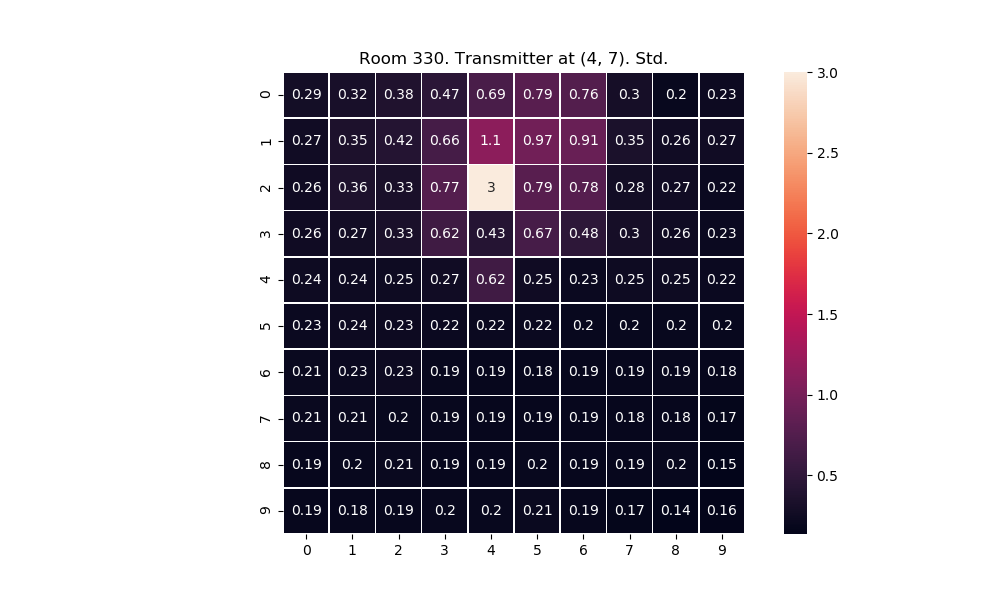 Room 330. Transmitter at (4, 7). Std.
0 0.29 0.32 0.38 0.47 0.69 0.79 0.76 0.3 0.2 0.23
1 0.27 0.35 0.42 0.66 1.1 0.97 0.91 0.35 0.26 0.27
2 0.26 0.36 0.33 0.77 3 0.79 0.78 0.28 0.27 0.22
3 0.26 0.27 0.33 0.62 0.43 0.67 0.48 0.3 0.26 0.23
4 0.24 0.24 0.25 0.27 0.62 0.25 0.23 0.25 0.25 0.22
5 0.23 0.24 0.23 0.22 0.22 0.22 0.2 0.2 0.2 0.2
6 0.21 0.23 0.23 0.19 0.19 0.18 0.19 0.19 0.19 0.18
7 0.21 0.21 0.2 0.19 0.19 0.19 0.19 0.18 0.18 0.17
8 0.19 0.2 0.21 0.19 0.19 0.2 0.19 0.19 0.2 0.15
9 0.19 0.18 0.19 0.2 0.2 0.21 0.19 0.17 0.14 0.16
0 1 2 3 4 5 6 7 8 9
3.0
2.5
2.0
1.5
1.0
0.5